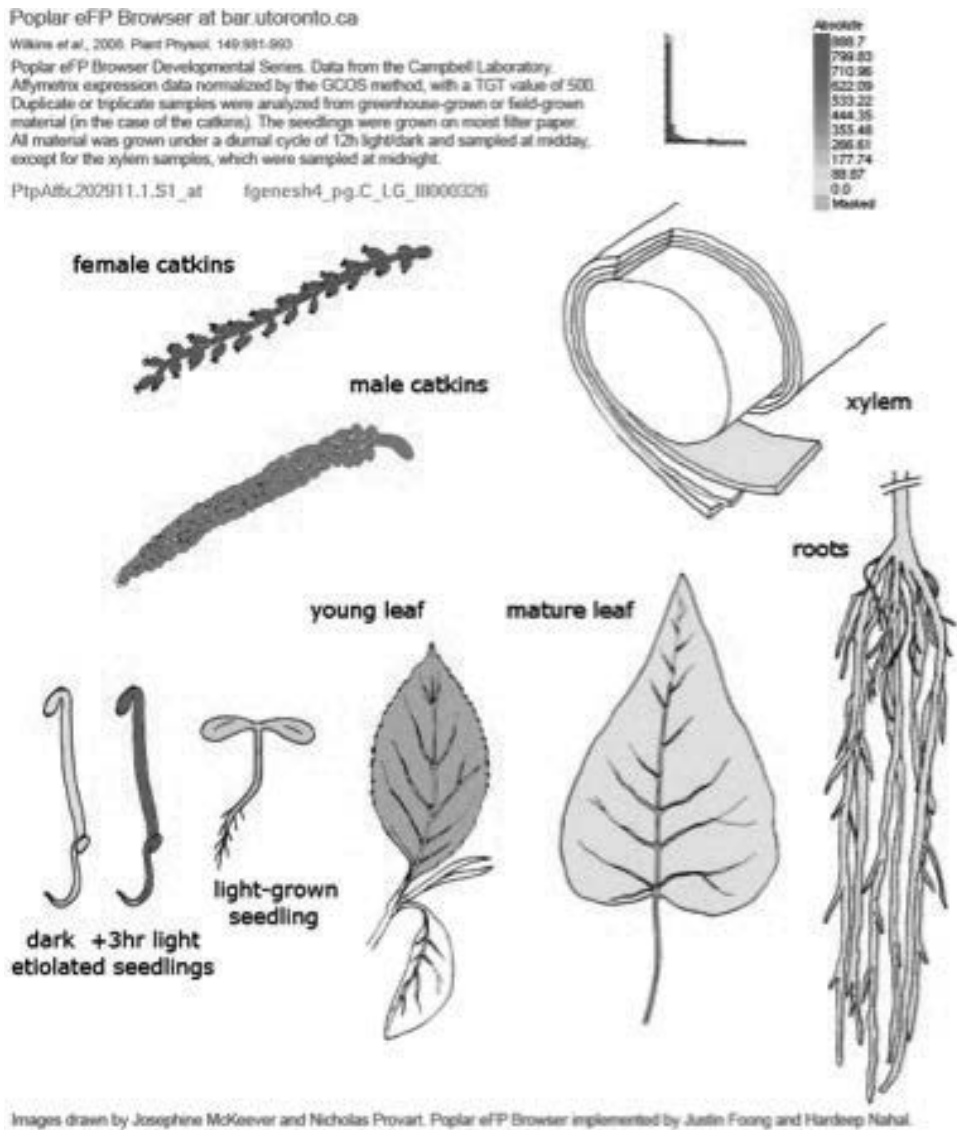 Poplar eFP Browser at bar.utoronto.ca
Wilkins et al., 2008. Plant Physiol. 149:981-993
Poplar eFP Browser Developmental Series. Data from the Campbell Laboratory.
Affymetrix expression data normalized by the GCOS method, with a TGT value of 500.
Duplicate or triplicate samples were analyzed from greenhouse-grown or field-grown
material (in the case of the catkins). The seedlings were grown on moist filter paper.
All material was grown under a diurnal cycle of 12h light/dark and sampled at midday,
except for the xylem samples, which were sampled at midnight.
PtpAffx.202911.1.S1_at fgenesh4_pg.C_LG_III000326
Absolute
888.7
799.83
710.96
622.09
533.22
444.35
355.48
266.61
177.74
88.87
0.0
Masked
female catkins
male catkins
xylem
roots
young leaf
mature leaf
light-grown
seedling
dark +3hr light
etiolated seedlings
Images drawn by Josephine McKeever and Nicholas Provart. Poplar eFP Browser implemented by Justin Foong and Hardeep Nahal.